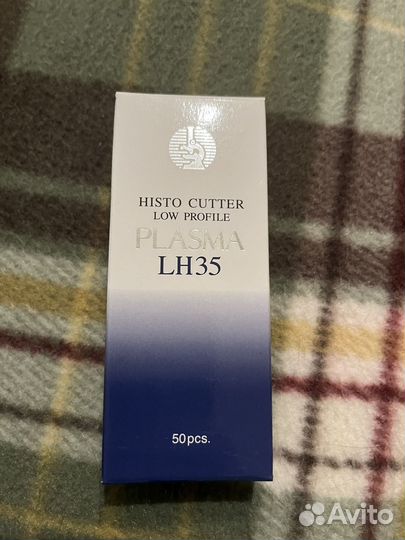 HISTO CUTTER
LOW PROFILE
PLASMA
LH35
50pcs.
Avito